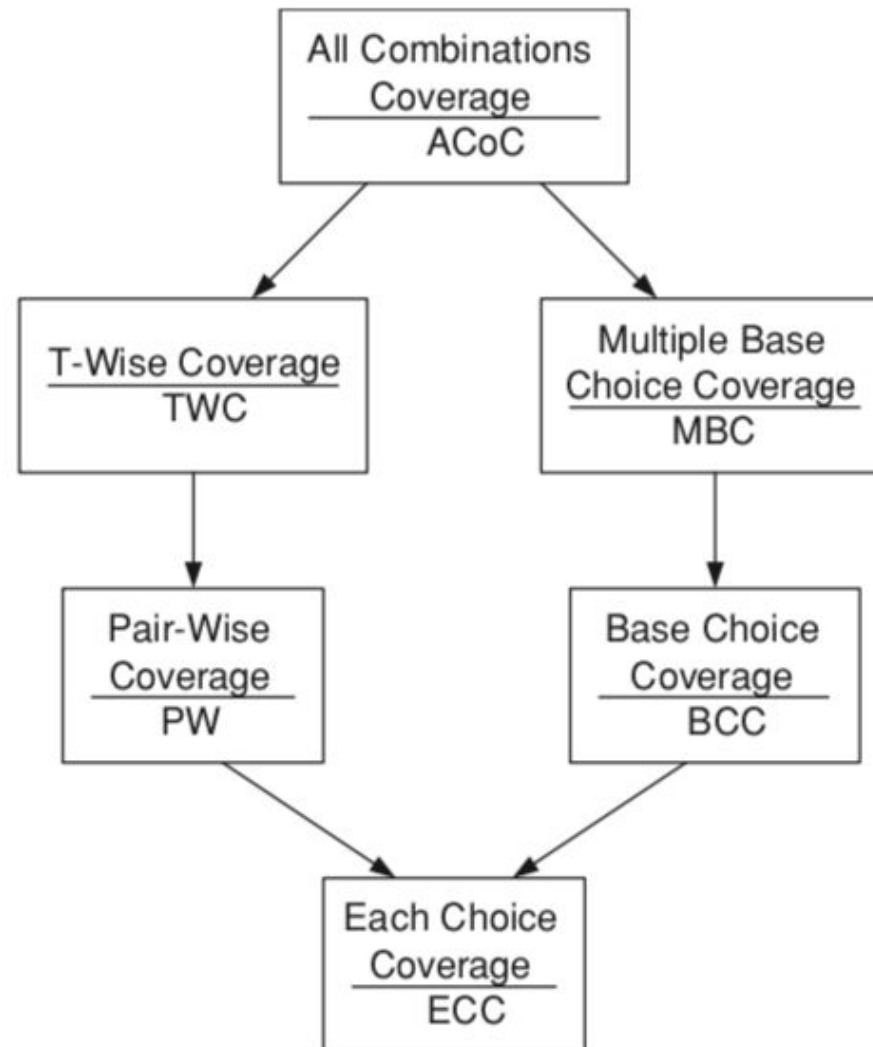 All Combinations
Coverage
ACoC
T-Wise Coverage
TWC
Multiple Base
Choice Coverage
MBC
Pair-Wise
Coverage
PW
Base Choice
Coverage
BCC
Each Choice
Coverage
ECC